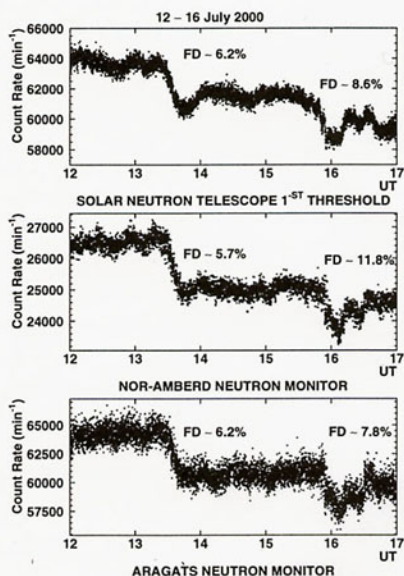 12 – 16 July 2000
Count Rate (min⁻¹)
66000
64000
62000
60000
58000
FD ~ 6.2%
FD ~ 8.6%
12 13 14 15 16 17
UT
SOLAR NEUTRON TELESCOPE 1⁻ˢᵀ THRESHOLD
Count Rate (min⁻¹)
27000
26000
25000
24000
FD ~ 5.7%
FD ~ 11.8%
12 13 14 15 16 17
UT
NOR-AMBERD NEUTRON MONITOR
Count Rate (min⁻¹)
65000
62500
60000
57500
FD ~ 6.2%
FD ~ 7.8%
12 13 14 15 16 17
UT
ARAGATS NEUTRON MONITOR